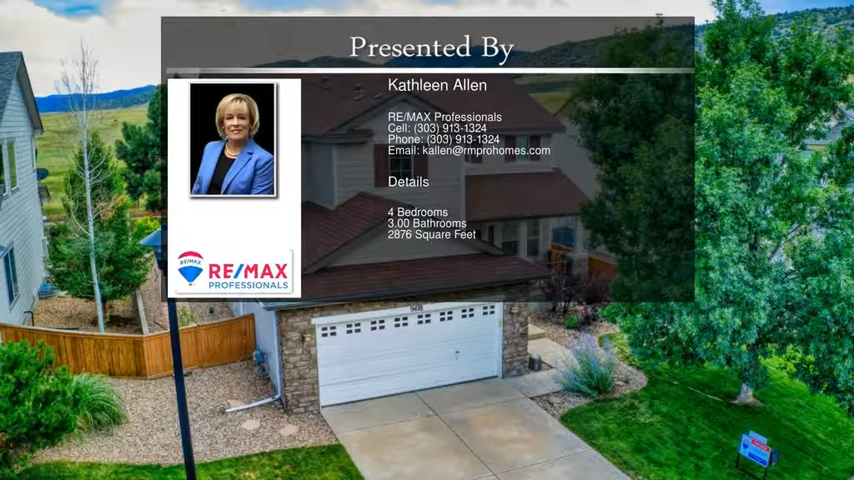 Presented By
Kathleen Allen
RE/MAX Professionals
Cell: (303) 913-1324
Phone: (303) 913-1324
Email: kallen@rmprohomes.com
Details
4 Bedrooms
3.00 Bathrooms
2876 Square Feet
RE/MAX
RE/MAX
PROFESSIONALS